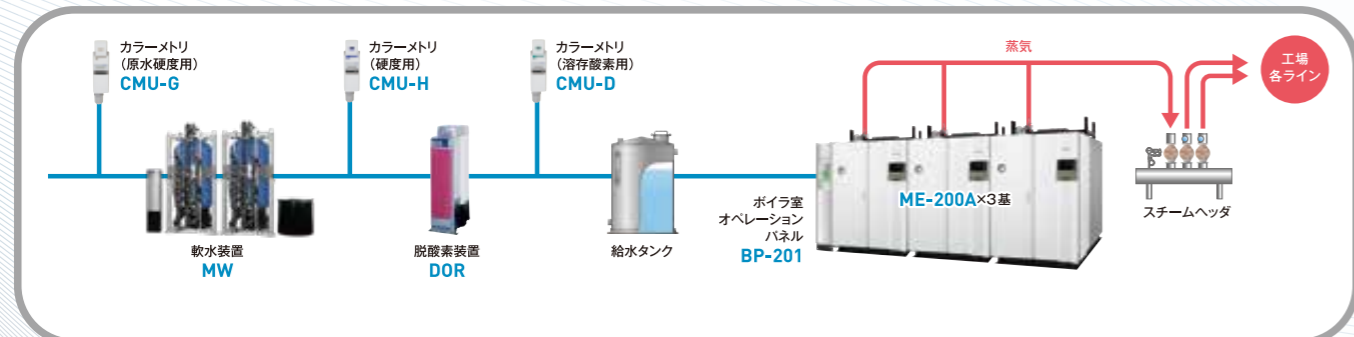 カラーメトリ
（原水硬度用）
CMU-G
カラーメトリ
（硬度用）
CMU-H
カラーメトリ
（溶存酸素用）
CMU-D
蒸気
工場
各ライン
軟水装置
MW
脱酸素装置
DOR
給水タンク
ボイラ室
オペレーション
パネル
BP-201
ME-200A×3基
スチームヘッダ